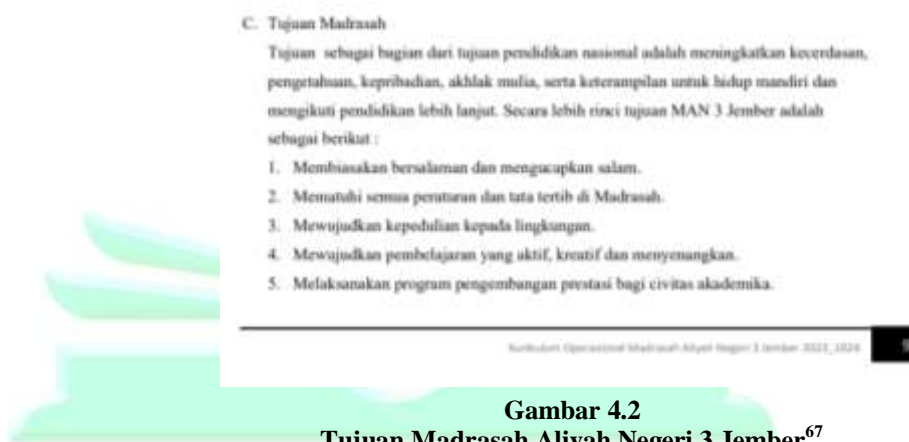 C. Tujuan Madrasah
Tujuan sebagai bagian dari tujuan pendidikan nasional adalah meningkatkan kecerdasan,
pengetahuan, kepribadian, akhlak mulia, serta keterampilan untuk hidup mandiri dan
mengikuti pendidikan lebih lanjut. Secara lebih rinci tujuan MAN 3 Jember adalah
sebagai berikut :
1. Membiasakan bersalaman dan mengucapkan salam.
2. Mematuhi semua peraturan dan tata tertib di Madrasah.
3. Mewujudkan kepedulian kepada lingkungan.
4. Mewujudkan pembelajaran yang aktif, kreatif dan menyenangkan.
5. Melaksanakan program pengembangan prestasi bagi civitas akademika.
Kurikulum Operasional Madrasah Aliyah Negeri 3 Jember 2023_2024
9
Gambar 4.2
Tujuan Madrasah Aliyah Negeri 3 Jember67